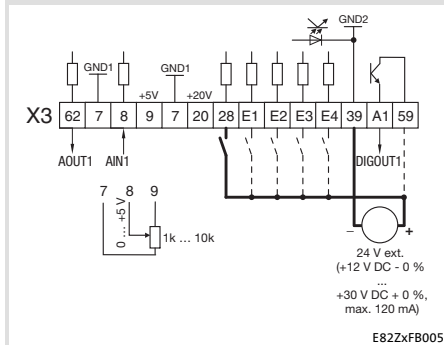 GND2
GND1
GND1
+5V
+20V
X3
62 7 8 9 7 20 28 E1 E2 E3 E4 39 A1 59
AOUT1 AIN1 DIGOUT1
7 8 9
0 .... +5 V
1k ... 10k
– +
24 V ext.
(+12 V DC - 0 %
...
+30 V DC + 0 %,
max. 120 mA)
E82ZxFB005